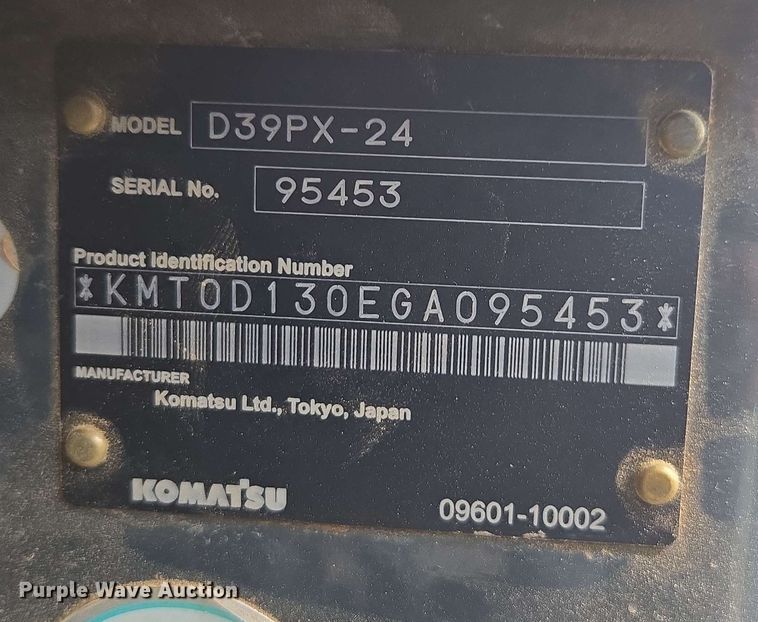 MODEL D39PX-24
SERIAL No. 95453
Product Identification Number
*KMT0D130EGA095453*
MANUFACTURER
Komatsu Ltd., Tokyo, Japan
KOMATSU 09601-10002
Purple Wave Auction